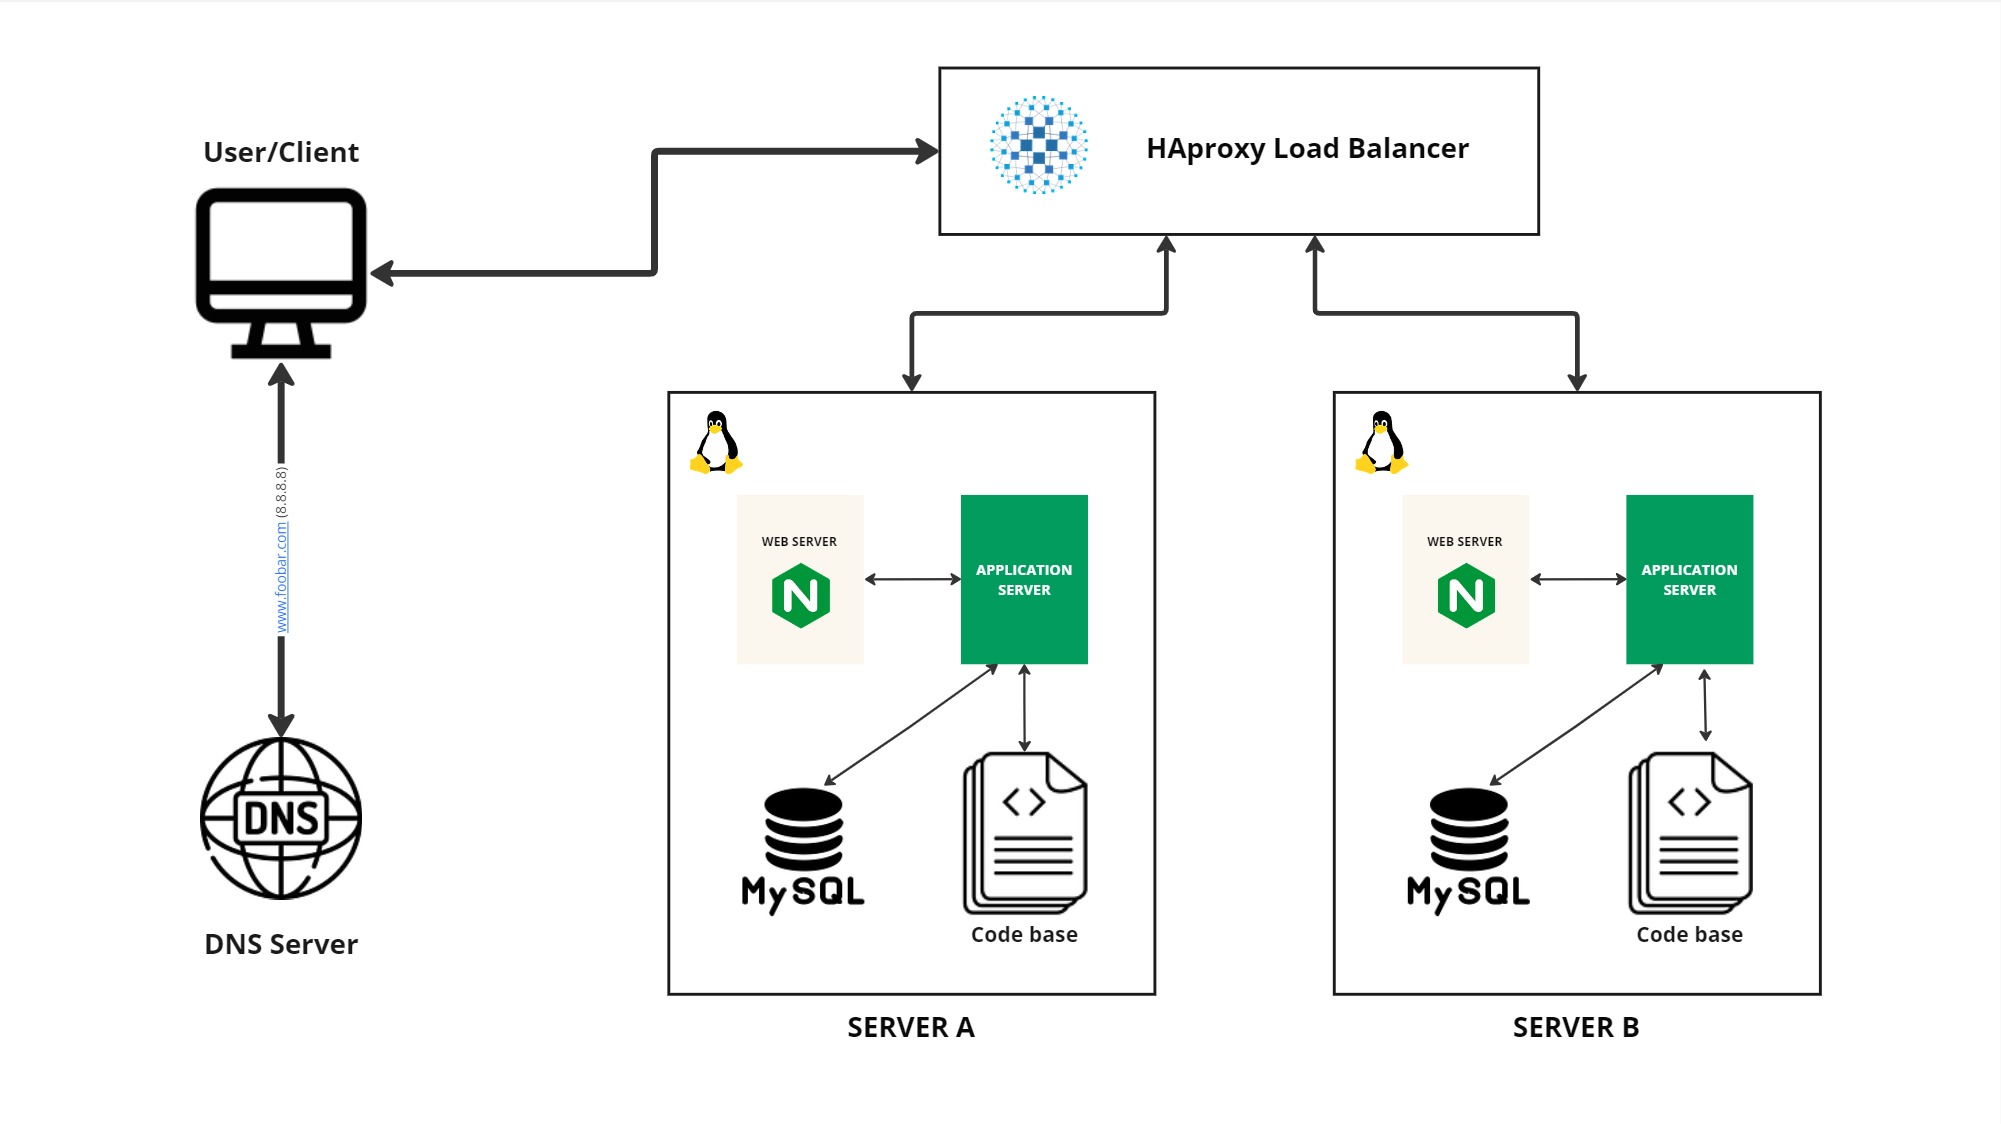 User/Client
HAproxy Load Balancer
www.foobar.com (8.8.8.8)
DNS
DNS Server
WEB SERVER
N
APPLICATION
SERVER
MySQL
Code base
SERVER A
WEB SERVER
N
APPLICATION
SERVER
MySQL
Code base
SERVER B